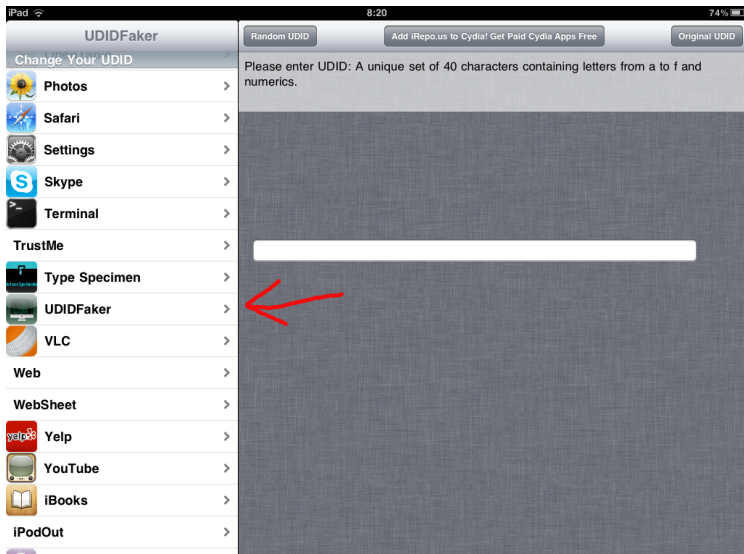 iPad 8:20 74%
UDIDFaker
Random UDID Add iRepo.us to Cydia! Get Paid Cydia Apps Free Original UDID
Change Your UDID
Please enter UDID: A unique set of 40 characters containing letters from a to f and
numerics.
Photos
Safari
Settings
Skype
Terminal
TrustMe
Type Specimen
UDIDFaker
VLC
Web
WebSheet
yelp
Yelp
YouTube
iBooks
iPodOut